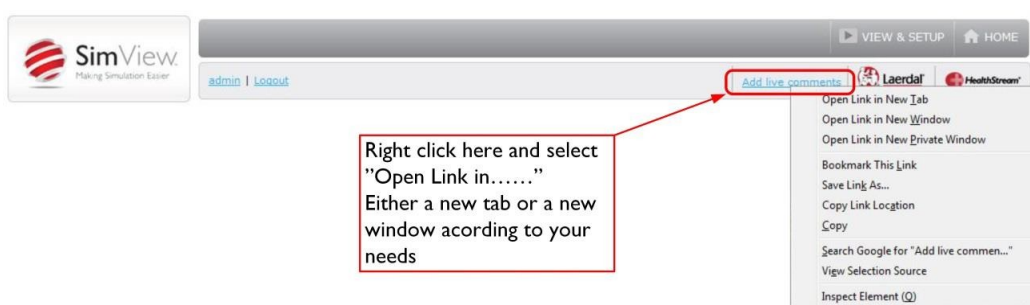 SimView.
Making Simulation Easier
VIEW & SETUP
HOME
admin | Logout
Add live comments
Laerdal
HealthStream
Open Link in New Tab
Open Link in New Window
Open Link in New Private Window
Bookmark This Link
Save Link As...
Copy Link Location
Copy
Search Google for "Add live commen..."
View Selection Source
Inspect Element (Q)
Right click here and select
”Open Link in……”
Either a new tab or a new
window acording to your
needs